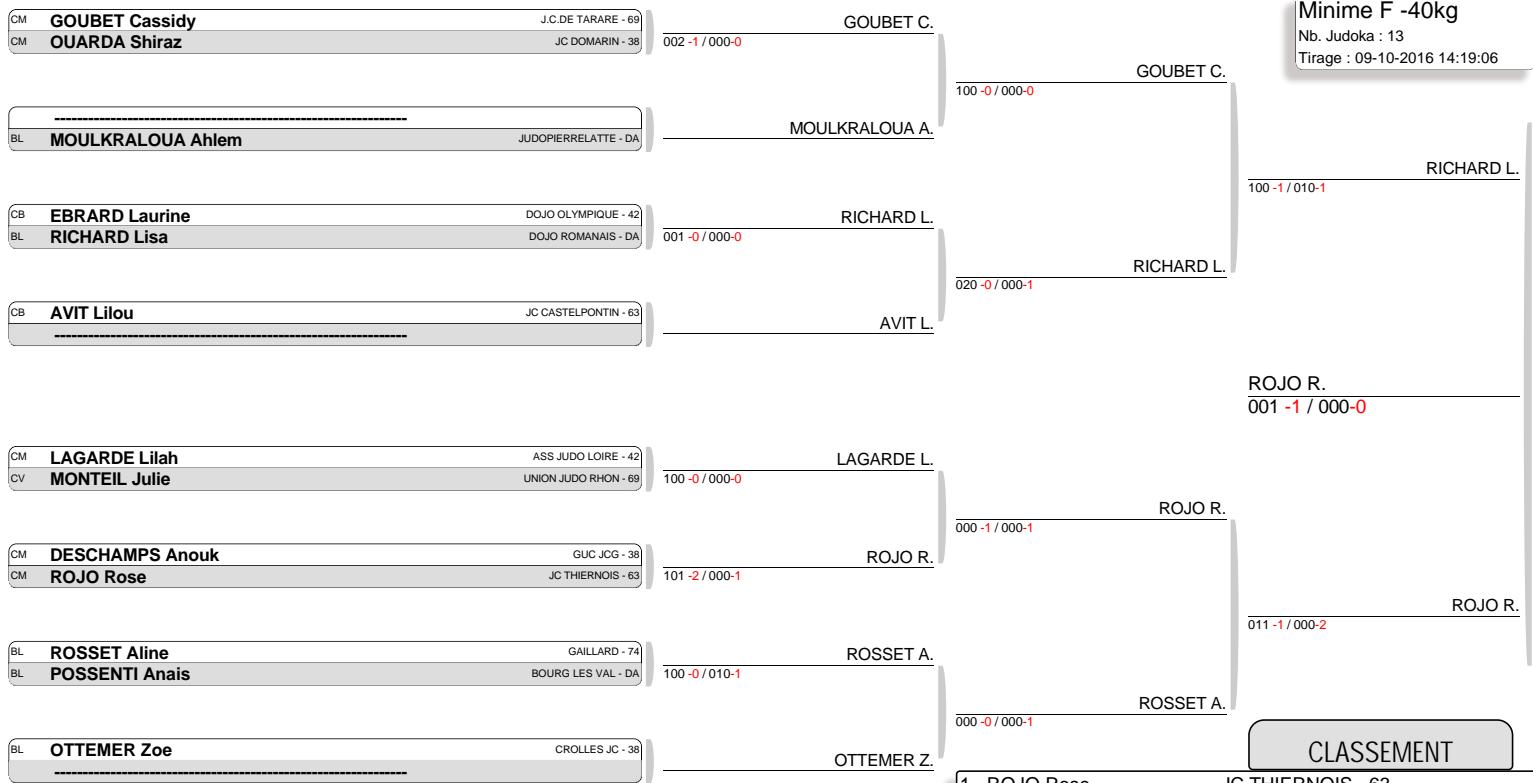 Minime F -40kg
Nb. Judoka : 13
Tirage : 09-10-2016 14:19:06
CM GOUBET Cassidy J.C.DE TARARE - 69
CM OUARDA Shiraz JC DOMARIN - 38
----------------------------------------------------------------
BL MOULKRALOUA Ahlem JUDOPIERRELATTE - DA
CB EBRARD Laurine DOJO OLYMPIQUE - 42
BL RICHARD Lisa DOJO ROMANAIS - DA
CB AVIT Lilou JC CASTELPONTIN - 63
----------------------------------------------------------------
CM LAGARDE Lilah ASS JUDO LOIRE - 42
CV MONTEIL Julie UNION JUDO RHON - 69
CM DESCHAMPS Anouk GUC JCG - 38
CM ROJO Rose JC THIERNOIS - 63
BL ROSSET Aline GAILLARD - 74
BL POSSENTI Anais BOURG LES VAL - DA
BL OTTEMER Zoe CROLLES JC - 38
----------------------------------------------------------------
GOUBET C.
002 -1 / 000-0
MOULKRALOUA A.
RICHARD L.
001 -0 / 000-0
AVIT L.
LAGARDE L.
100 -0 / 000-0
ROJO R.
101 -2 / 000-1
ROSSET A.
100 -0 / 010-1
OTTEMER Z.
GOUBET C.
100 -0 / 000-0
RICHARD L.
020 -0 / 000-1
ROJO R.
000 -1 / 000-1
ROSSET A.
000 -0 / 000-1
RICHARD L.
100 -1 / 010-1
ROJO R.
001 -1 / 000-0
ROJO R.
011 -1 / 000-2
CLASSEMENT
1 ROJO Rose JC THIERNOIS - 63